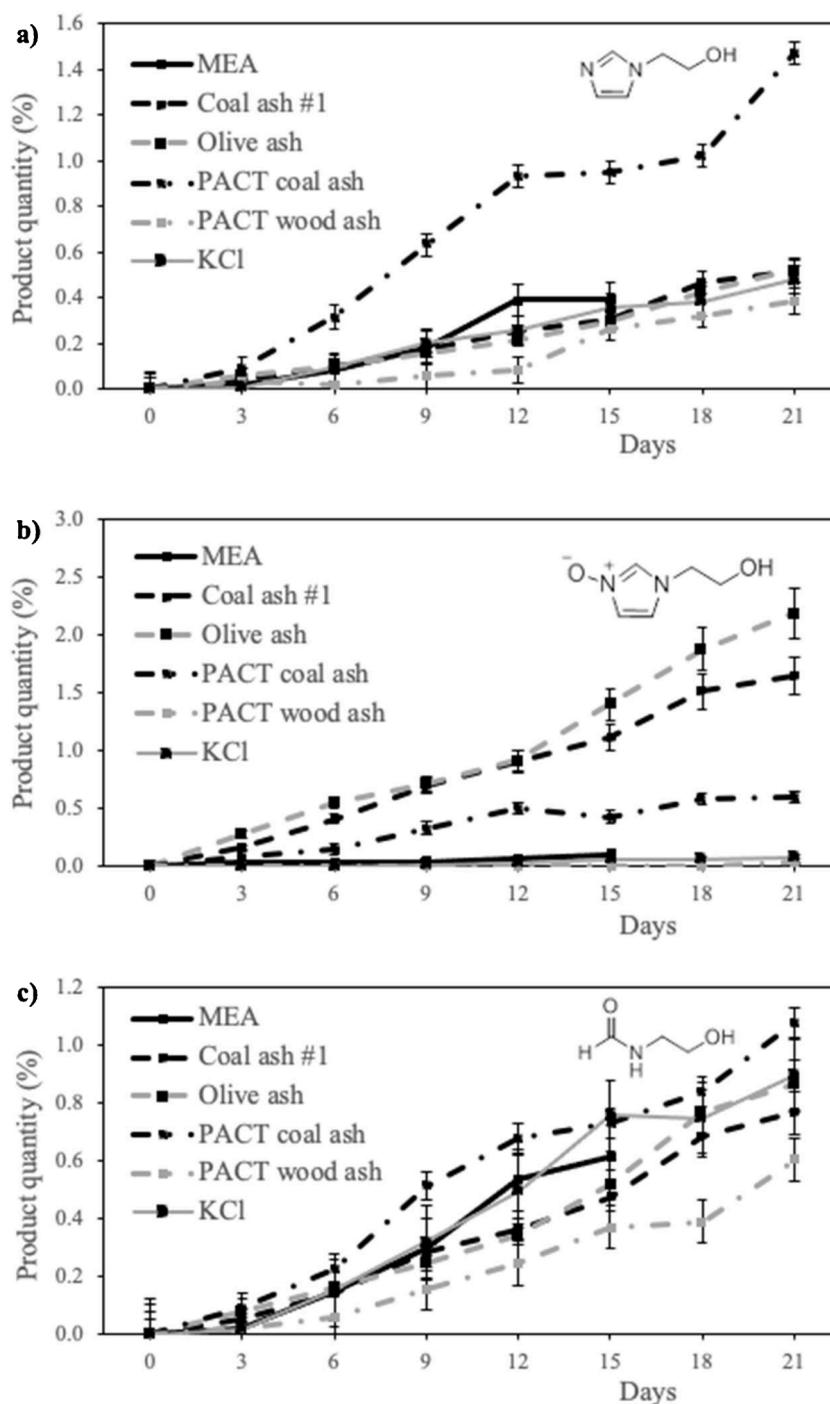 a)
Product quantity (%)
1.6
1.4
1.2
1.0
0.8
0.6
0.4
0.2
0.0
MEA
Coal ash #1
Olive ash
PACT coal ash
PACT wood ash
KCl
N
N
OH
0 3 6 9 12 15 18 21
Days
b)
Product quantity (%)
3.0
2.5
2.0
1.5
1.0
0.5
0.0
MEA
Coal ash #1
Olive ash
PACT coal ash
PACT wood ash
KCl
−
O
+
N
N
OH
0 3 6 9 12 15 18 21
Days
c)
Product quantity (%)
1.2
1.0
0.8
0.6
0.4
0.2
0.0
MEA
Coal ash #1
Olive ash
PACT coal ash
PACT wood ash
KCl
O
H
N
H
OH
0 3 6 9 12 15 18 21
Days